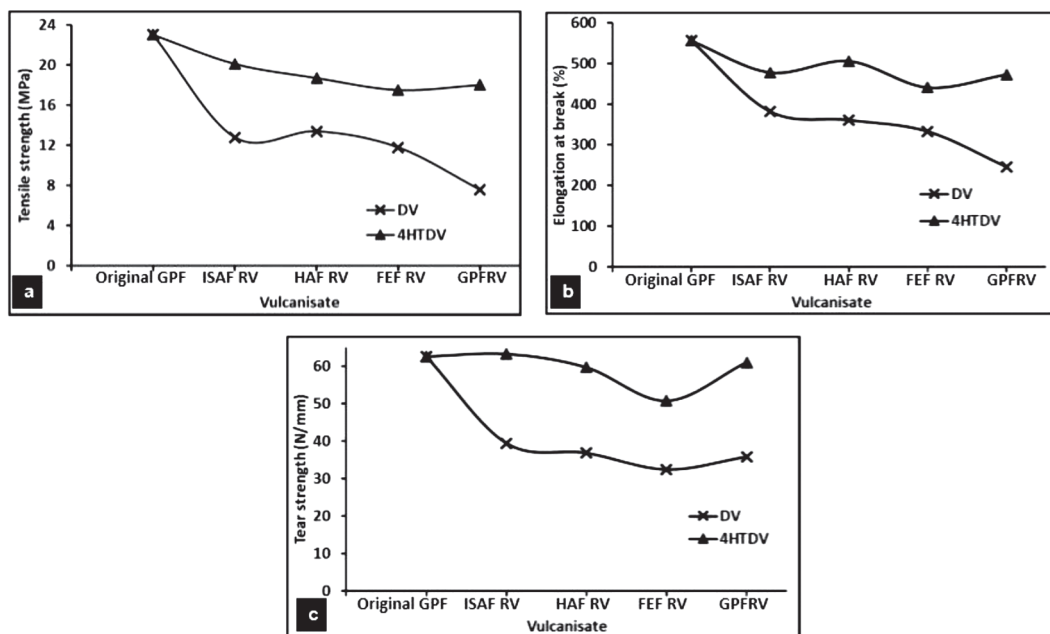 24
20
16
12
8
4
0
Tensile strength (MPa)
DV
4HTDV
Original GPF ISAF RV HAF RV FEF RV GPFRV
Vulcanisate
a
600
500
400
300
200
100
0
Elongation at break (%)
DV
4HTDV
Original GPF ISAF RV HAF RV FEF RV GPFRV
Vulcanisate
b
60
50
40
30
20
10
0
Tear strength (N/mm)
DV
4HTDV
Original GPF ISAF RV HAF RV FEF RV GPFRV
Vulcanisate
c